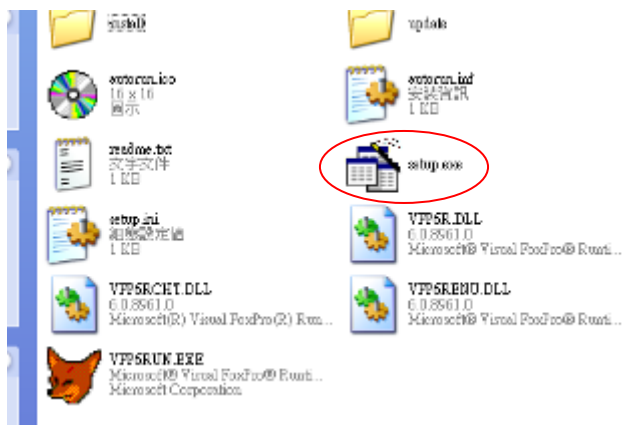 install
update
autorun.ico
16 x 16
圖示
autorun.inf
安裝資訊
1 KB
readme.txt
文字文件
1 KB
setup.exe
setup.ini
組態設定值
1 KB
VFP6R.DLL
6.0.8961.0
Microsoft® Visual FoxPro® Runti...
VFP6RCHT.DLL
6.0.8961.0
Microsoft(R) Visual FoxPro(R) Run...
VFP6RENU.DLL
6.0.8961.0
Microsoft® Visual FoxPro® Runti...
VFP6RUN.EXE
Microsoft® Visual FoxPro® Runti...
Microsoft Corporation